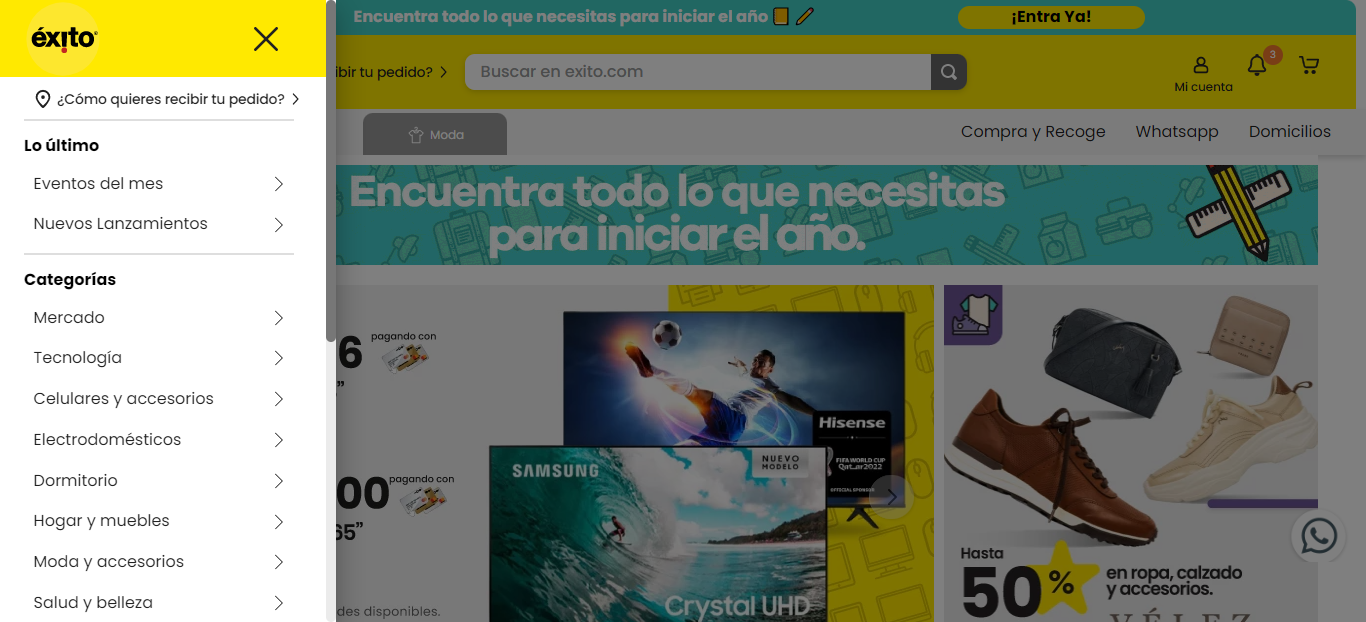 éxito
¿Cómo quieres recibir tu pedido?
Lo último
Eventos del mes
Nuevos Lanzamientos
Categorías
Mercado
Tecnología
Celulares y accesorios
Electrodomésticos
Dormitorio
Hogar y muebles
Moda y accesorios
Salud y belleza
Encuentra todo lo que necesitas para iniciar el año
¡Entra Ya!
ibir tu pedido?
Buscar en exito.com
Mi cuenta
3
Moda
Compra y Recoge
Whatsapp
Domicilios
Encuentra todo lo que necesitas
para iniciar el año.
6 pagando con
”
00 pagando con
65”
des disponibles.
Hisense
FIFA WORLD CUP
Qatar2022
OFFICIAL SPONSOR
SAMSUNG
NUEVO
MODELO
Crystal UHD
Hasta
50%
en ropa, calzado
y accesorios.
VÉLEZ